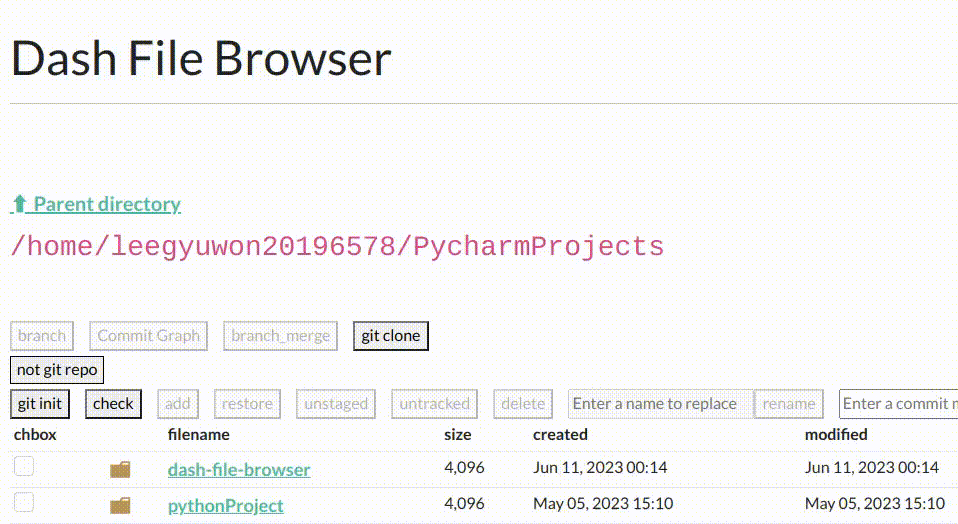 Dash File Browser
⬆ Parent directory
/home/leegyuwon20196578/PycharmProjects
branch Commit Graph branch_merge git clone
not git repo
git init check add restore unstaged untracked delete Enter a name to replace rename Enter a commit m
chbox filename size created modified
dash-file-browser 4,096 Jun 11, 2023 00:14 Jun 11, 2023 00:14
pythonProject 4,096 May 05, 2023 15:10 May 05, 2023 15:10